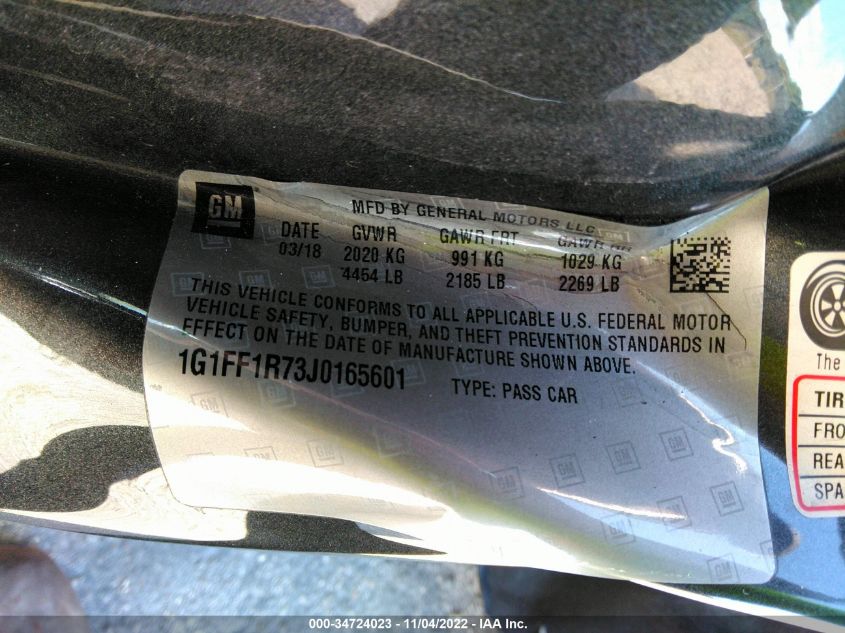 GM
MFD BY GENERAL MOTORS LLC
DATE GVWR GAWR FRT GAWR RR
03/18 2020 KG 991 KG 1029 KG
4454 LB 2185 LB 2269 LB
THIS VEHICLE CONFORMS TO ALL APPLICABLE U.S. FEDERAL MOTOR
VEHICLE SAFETY, BUMPER, AND THEFT PREVENTION STANDARDS IN
EFFECT ON THE DATE OF MANUFACTURE SHOWN ABOVE.
1G1FF1R73J0165601 TYPE: PASS CAR
The
TIR
FRO
REA
SPA
000-34724023 - 11/04/2022 - IAA Inc.